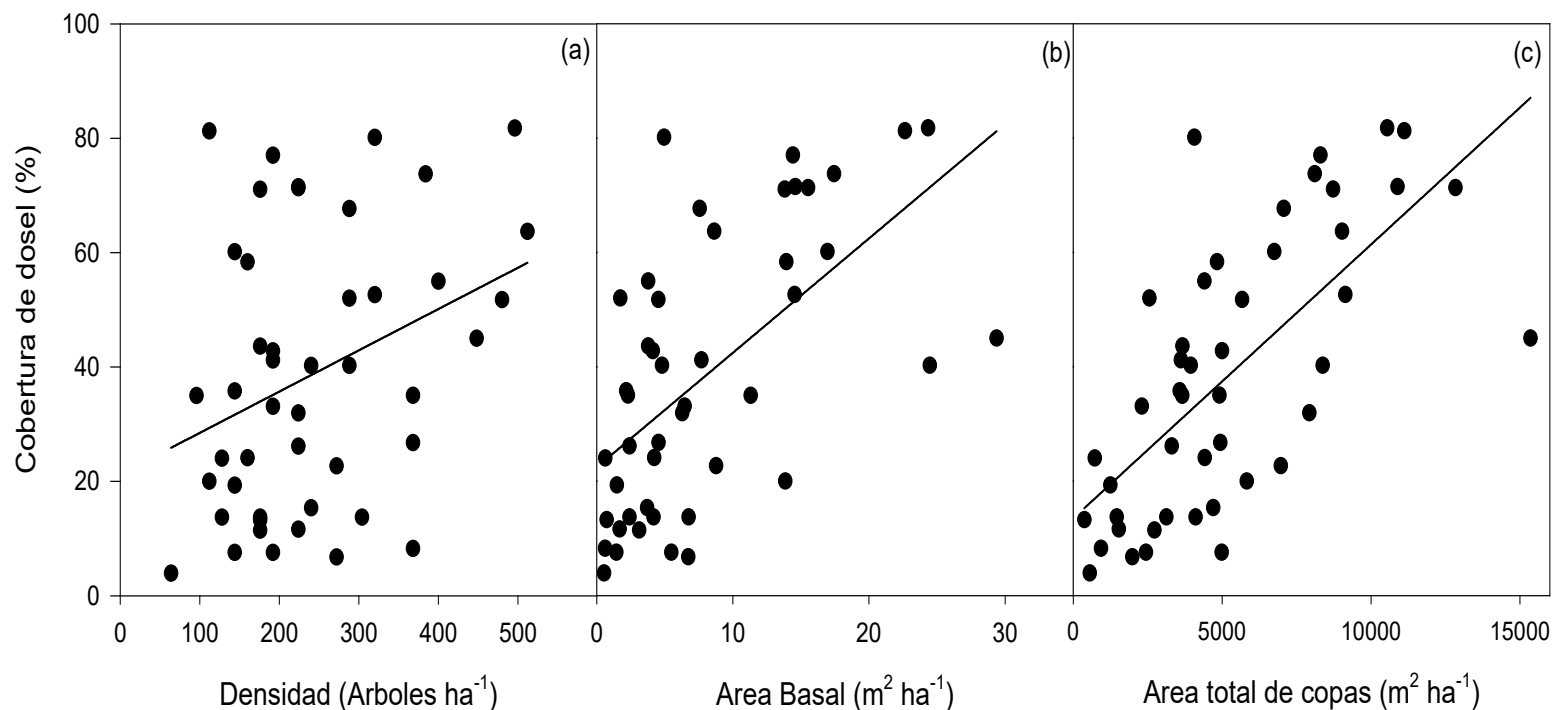 Cobertura de dosel (%)
100
80
60
40
20
0
(a)
(b)
(c)
0 100 200 300 400 500
0 10 20 30
0 5000 10000 15000
Densidad (Arboles ha⁻¹)
Area Basal (m² ha⁻¹)
Area total de copas (m² ha⁻¹)